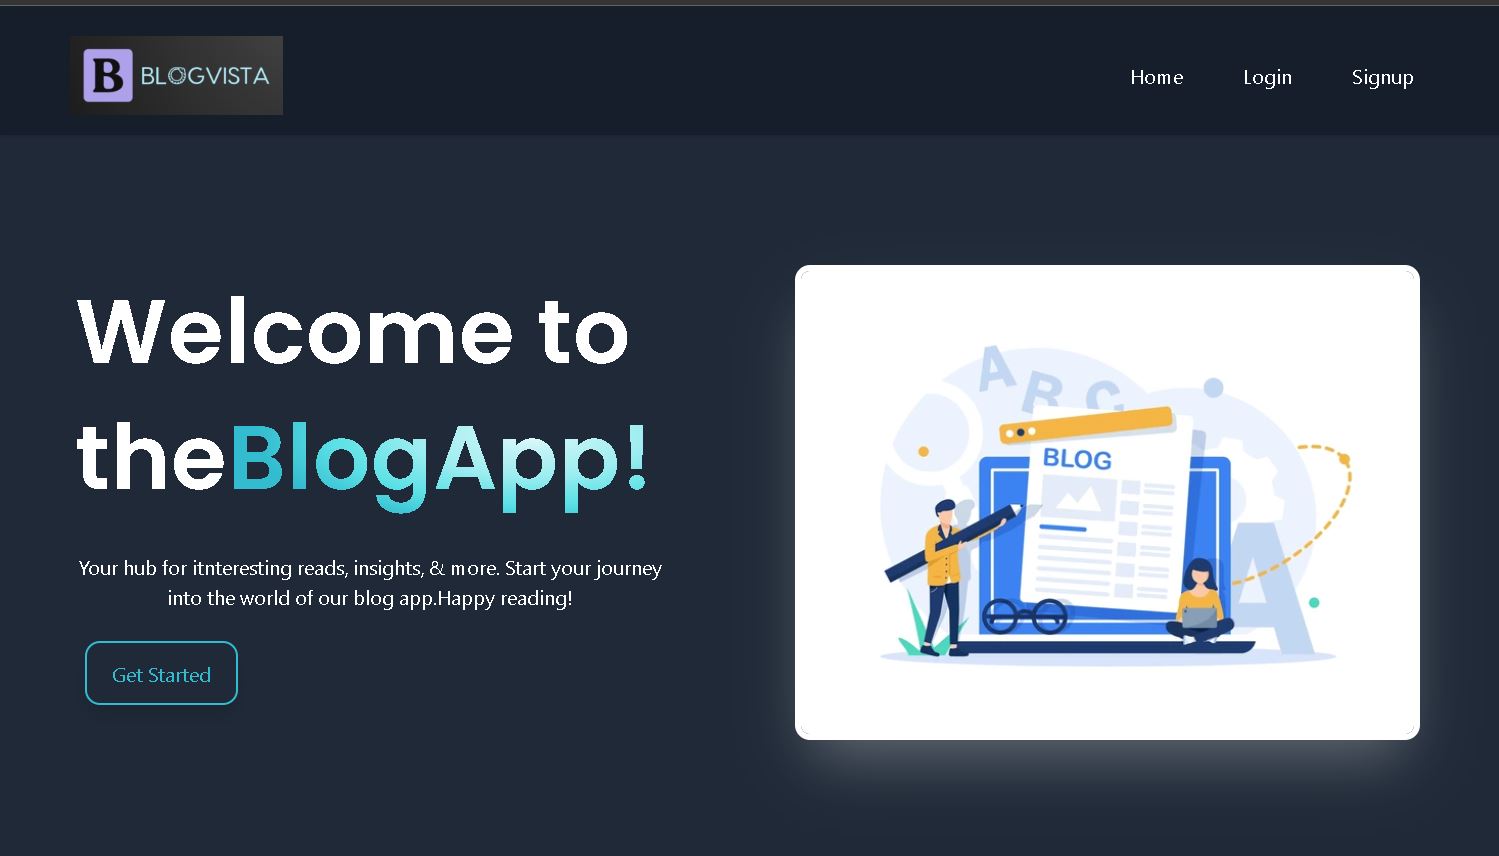 B BLOGVISTA
Home Login Signup
Welcome to
theBlogApp!
Your hub for itnteresting reads, insights, & more. Start your journey
into the world of our blog app.Happy reading!
Get Started
A B C
BLOG
A